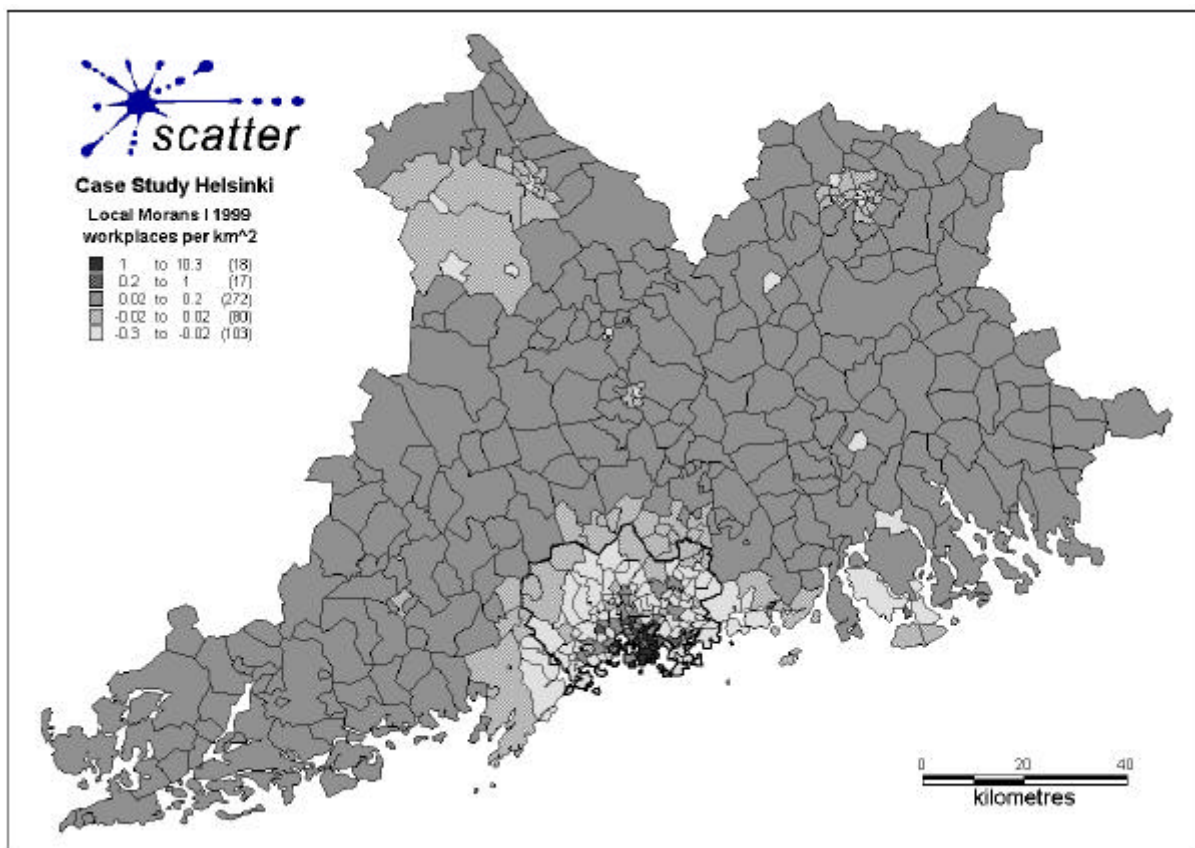 scatter
Case Study Helsinki
Local Morans I 1999
workplaces per km^2
1 to 10.3 (18)
0.2 to 1 (17)
0.02 to 0.2 (272)
-0.02 to 0.02 (80)
-0.3 to -0.02 (103)
0 20 40
kilometres